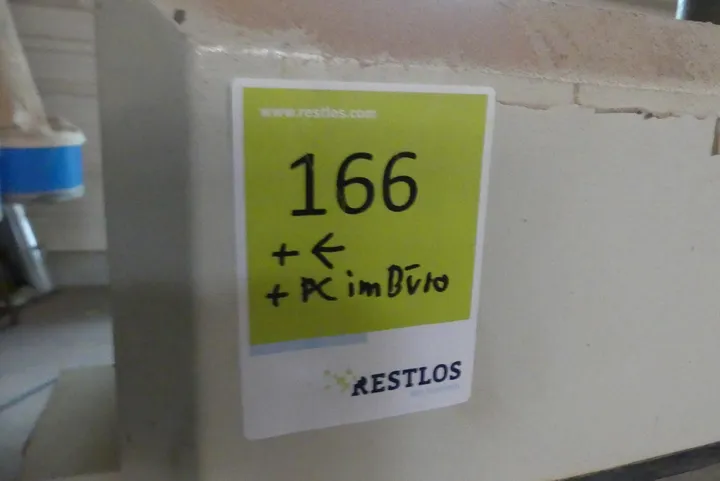 www.restlos.com
166
+ ←
+ PC im Büro
RESTLOS